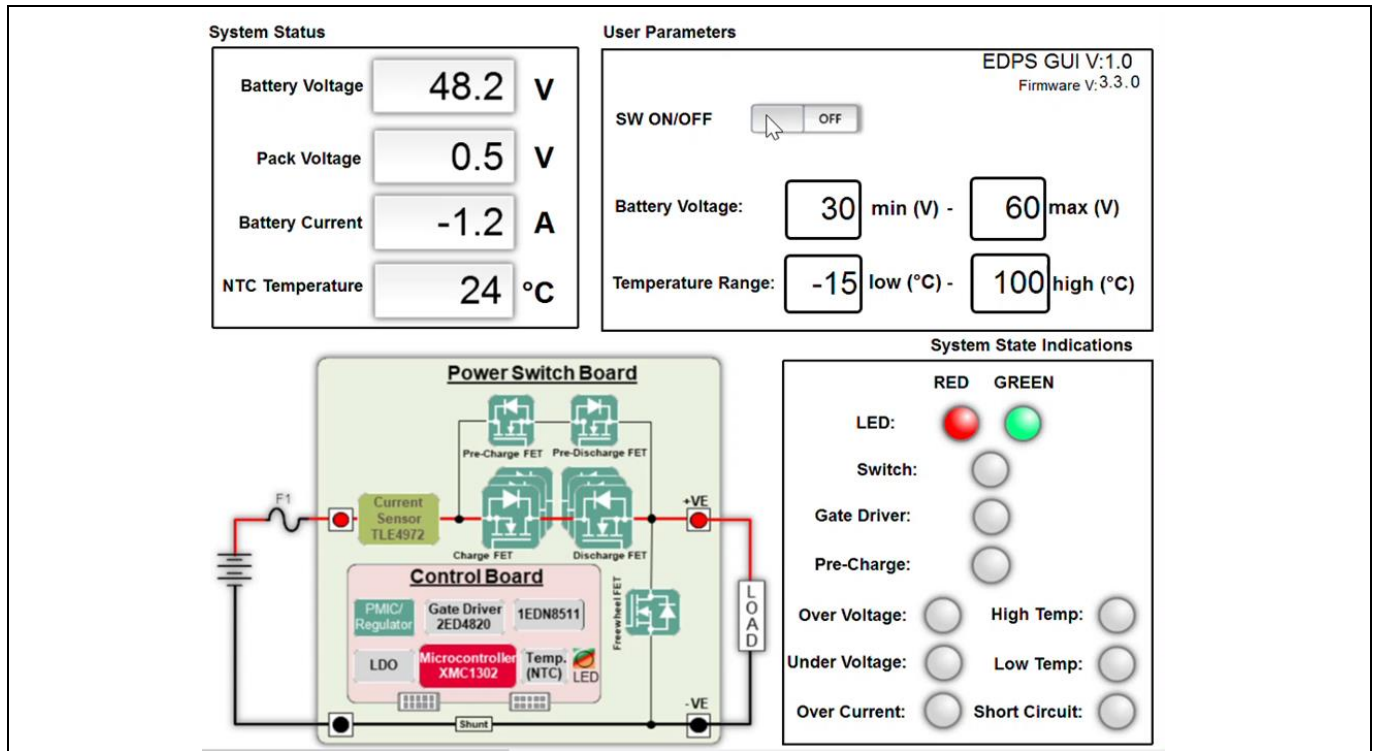 System Status
Battery Voltage 48.2 V
Pack Voltage 0.5 V
Battery Current -1.2 A
NTC Temperature 24 °C
User Parameters
EDPS GUI V:1.0
Firmware V:3.3.0
SW ON/OFF OFF
Battery Voltage: 30 min (V) - 60 max (V)
Temperature Range: -15 low (°C) - 100 high (°C)
Power Switch Board
Pre-Charge FET Pre-Discharge FET
F1
Current
Sensor
TLE4972
+VE
Charge FET Discharge FET
Control Board
PMIC/
Regulator
Gate Driver
2ED4820
1EDN8511
LDO
Microcontroller
XMC1302
Temp.
(NTC)
LED
Freewheel FET
LOAD
Shunt
-VE
System State Indications
RED GREEN
LED:
Switch:
Gate Driver:
Pre-Charge:
Over Voltage: High Temp:
Under Voltage: Low Temp:
Over Current: Short Circuit: